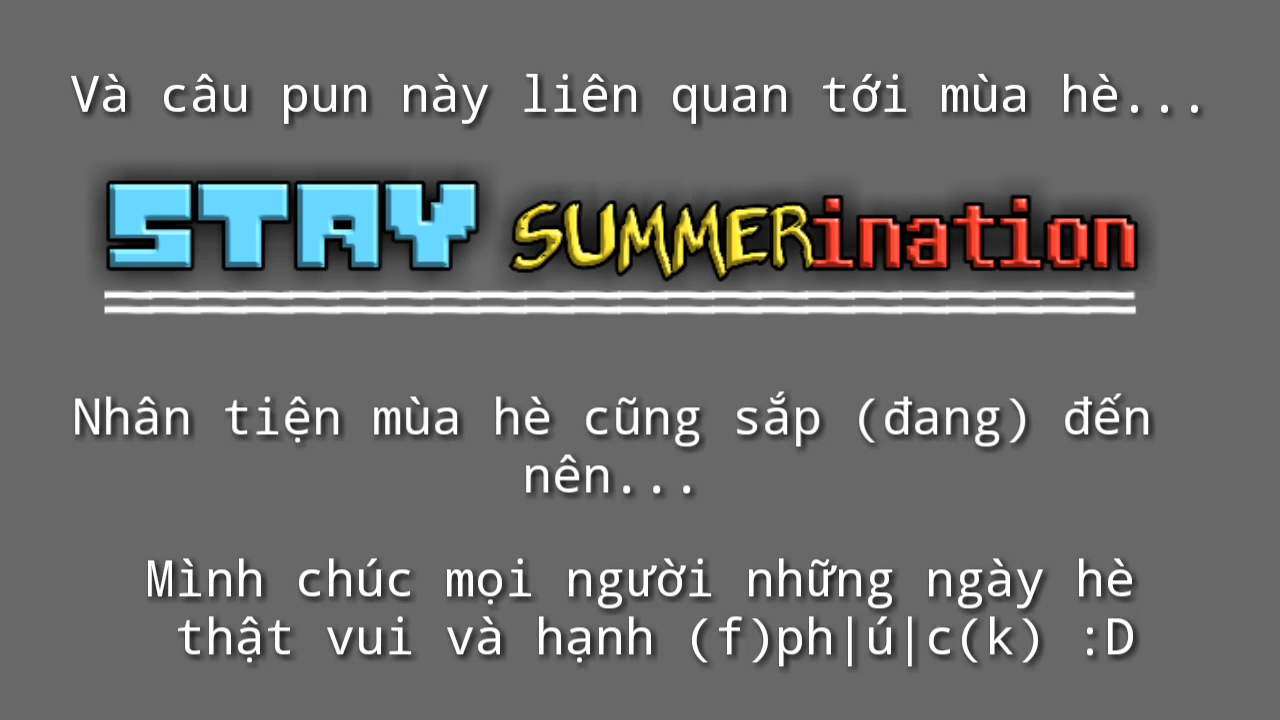 Và câu pun này liên quan tới mùa hè...
STAY SUMMERination
Nhân tiện mùa hè cũng sắp (đang) đến
nên...
Mình chúc mọi người những ngày hè
thật vui và hạnh (f)ph|ú|c(k) :D